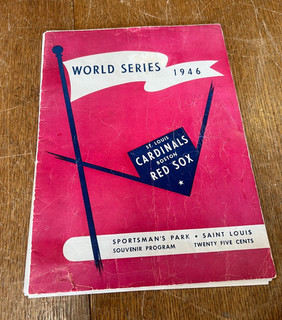 WORLD SERIES 1946
ST. LOUIS
CARDINALS
BOSTON
RED SOX
SPORTSMAN'S PARK • SAINT LOUIS
SOUVENIR PROGRAM TWENTY FIVE CENTS